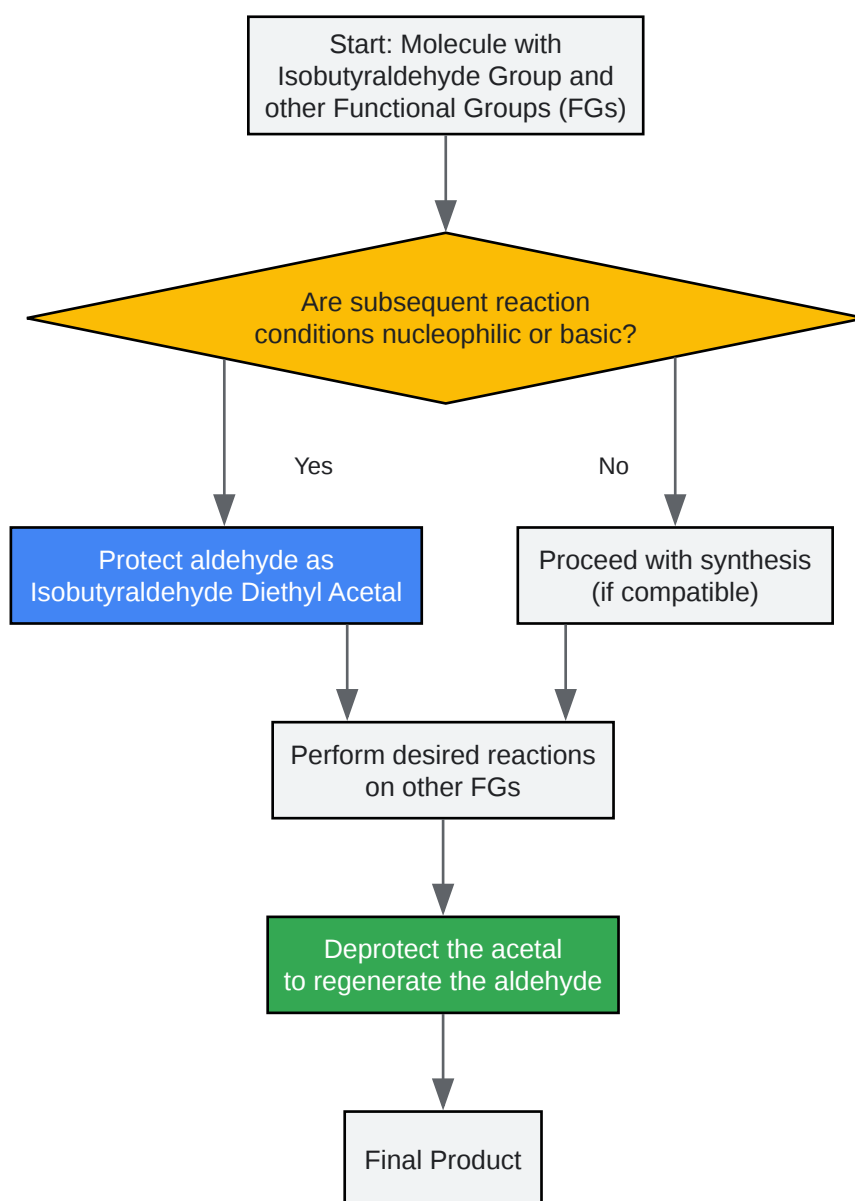 Start: Molecule with
Isobutyraldehyde Group and
other Functional Groups (FGs)
Are subsequent reaction
conditions nucleophilic or basic?
Yes
No
Protect aldehyde as
Isobutyraldehyde Diethyl Acetal
Proceed with synthesis
(if compatible)
Perform desired reactions
on other FGs
Deprotect the acetal
to regenerate the aldehyde
Final Product